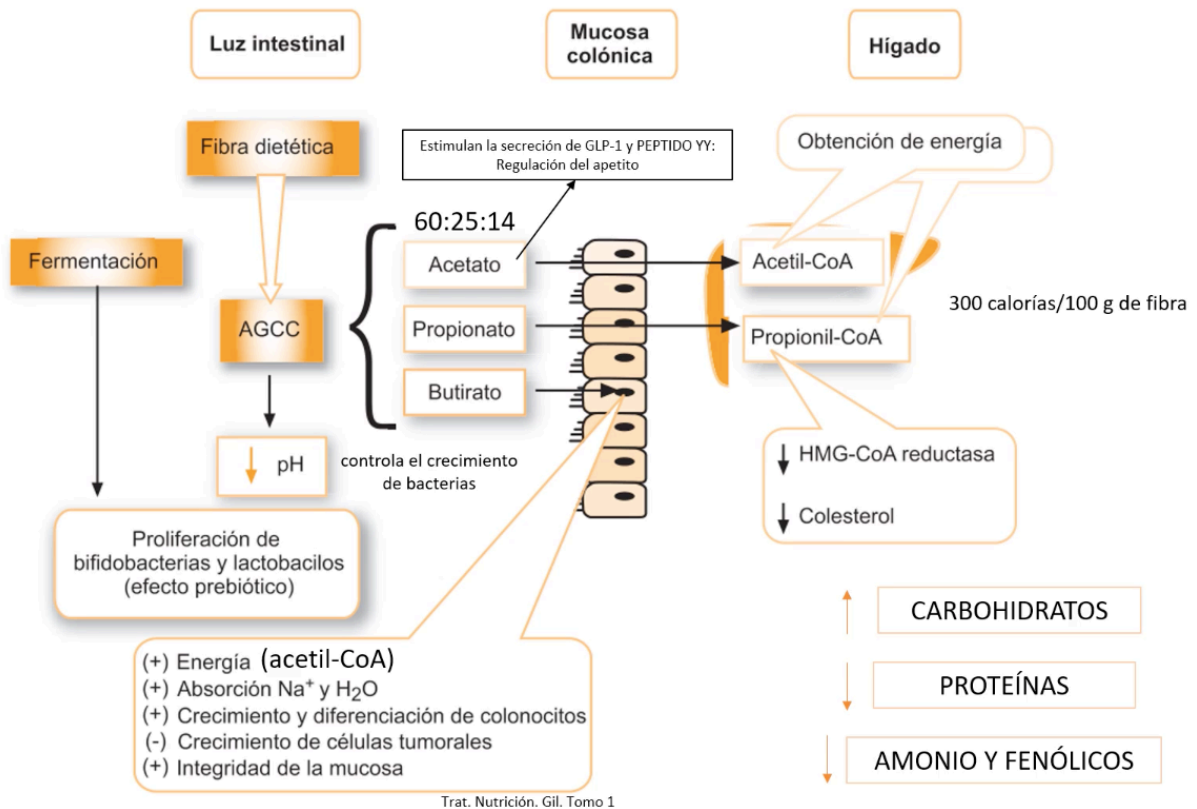 Luz intestinal
Mucosa
colónica
Hígado
Fibra dietética
Estimulan la secreción de GLP-1 y PEPTIDO YY:
Regulación del apetito
Obtención de energía
60:25:14
Fermentación
Acetato
Acetil-CoA
300 calorías/100 g de fibra
AGCC
Propionato
Propionil-CoA
Butirato
↓ pH
controla el crecimiento
de bacterias
↓ HMG-CoA reductasa
↓ Colesterol
Proliferación de
bifidobacterias y lactobacilos
(efecto prebiótico)
(+) Energía (acetil-CoA)
(+) Absorción Na⁺ y H₂O
(+) Crecimiento y diferenciación de colonocitos
(-) Crecimiento de células tumorales
(+) Integridad de la mucosa
↑ CARBOHIDRATOS
↓ PROTEÍNAS
↓ AMONIO Y FENÓLICOS
Trat. Nutrición. Gil. Tomo 1